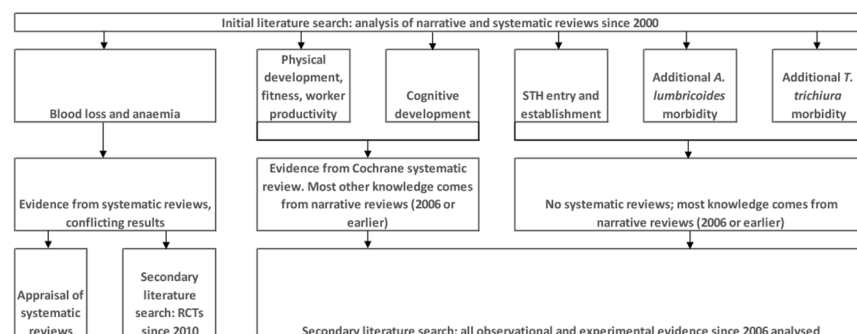 Initial literature search: analysis of narrative and systematic reviews since 2000
Blood loss and anaemia
Physical
development,
fitness, worker
productivity
Cognitive
development
STH entry and
establishment
Additional A.
lumbricoides
morbidity
Additional T.
trichiura
morbidity
Evidence from systematic reviews,
conflicting results
Evidence from Cochrane systematic
review. Most other knowledge comes
from narrative reviews (2006 or
earlier)
No systematic reviews; most knowledge comes from
narrative reviews (2006 or earlier)
Appraisal of
systematic
reviews
Secondary
literature
search: RCTs
since 2010
Secondary literature search: all observational and experimental evidence since 2006 analysed